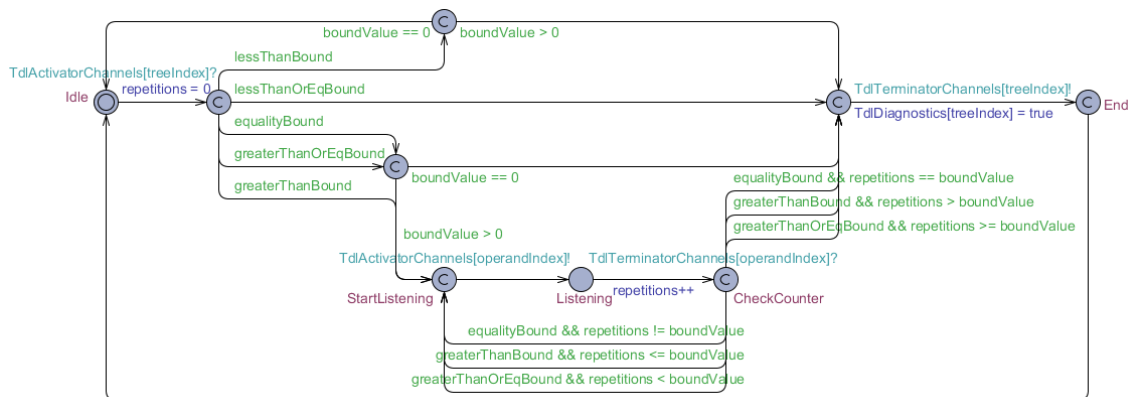 C
boundValue == 0
boundValue > 0
lessThanBound
TdlActivatorChannels[treeIndex]?
repetitions = 0
lessThanOrEqBound
TdlTerminatorChannels[treeIndex]!
Idle
C
C
C
End
TdlDiagnostics[treeIndex] = true
equalityBound
greaterThanOrEqBound
C
boundValue == 0
equalityBound && repetitions == boundValue
greaterThanBound
greaterThanBound && repetitions > boundValue
greaterThanOrEqBound && repetitions >= boundValue
boundValue > 0
TdlActivatorChannels[operandIndex]!
TdlTerminatorChannels[operandIndex]?
C
C
StartListening
Listening
repetitions++
CheckCounter
equalityBound && repetitions != boundValue
greaterThanBound && repetitions <= boundValue
greaterThanOrEqBound && repetitions < boundValue